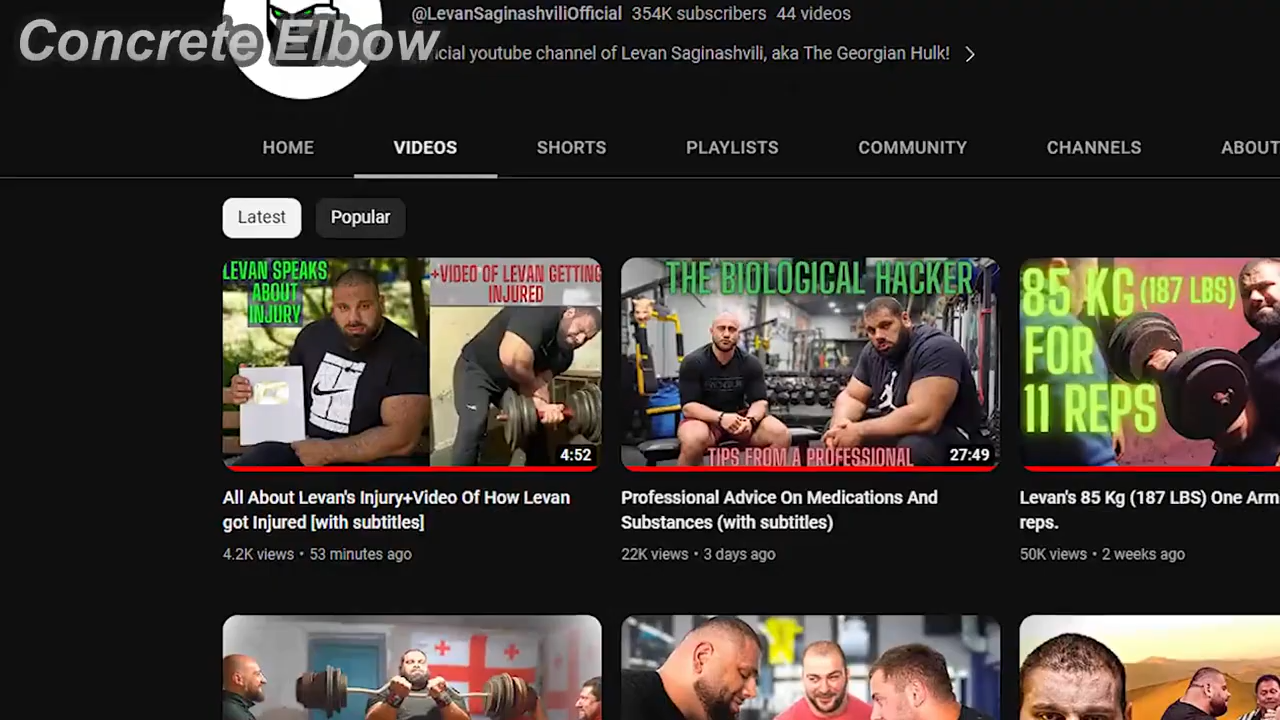 Concrete Elbow
@LevanSaginashviliOfficial 354K subscribers 44 videos
icial youtube channel of Levan Saginashvili, aka The Georgian Hulk!
HOME VIDEOS SHORTS PLAYLISTS COMMUNITY CHANNELS ABOUT
Latest Popular
LEVAN SPEAKS
ABOUT
INJURY
+VIDEO OF LEVAN GETTING
INJURED
4:52
THE BIOLOGICAL HACKER
TIPS FROM A PROFESSIONAL
27:49
85 KG (187 LBS)
FOR
11 REPS
All About Levan's Injury+Video Of How Levan
got Injured [with subtitles]
4.2K views • 53 minutes ago
Professional Advice On Medications And
Substances (with subtitles)
22K views • 3 days ago
Levan's 85 Kg (187 LBS) One Arm
reps.
50K views • 2 weeks ago